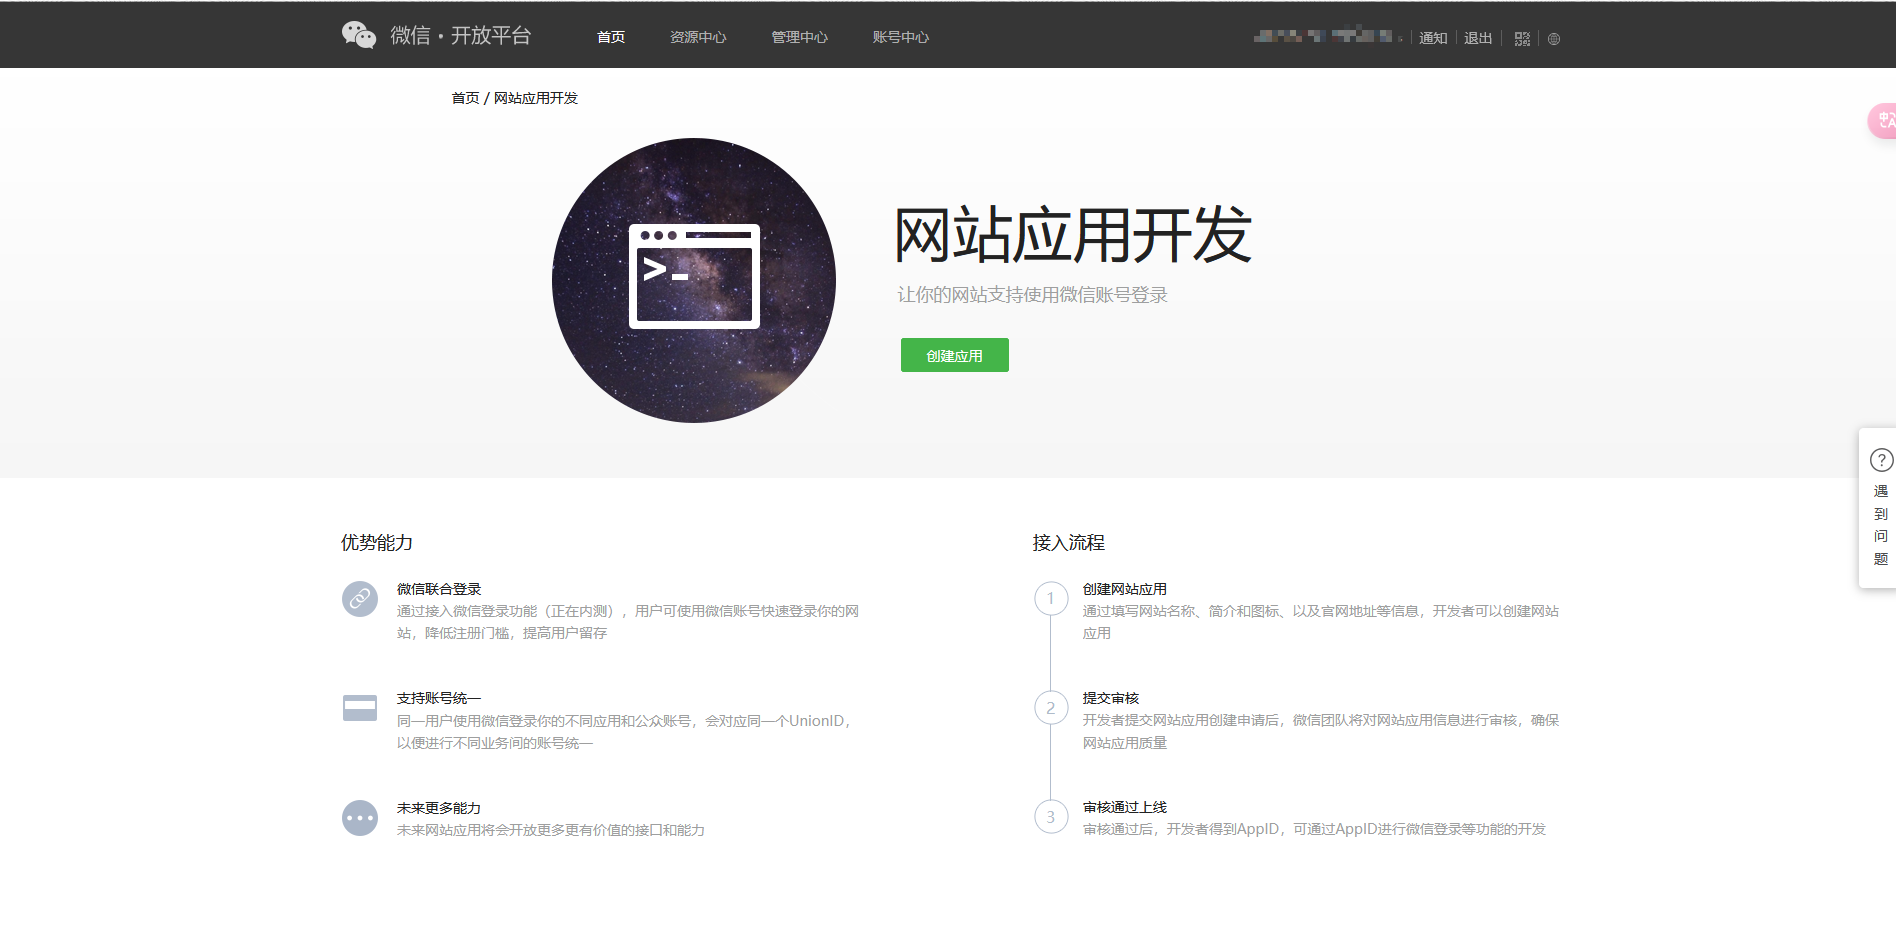 微信·开放平台 首页 资源中心 管理中心 账号中心 通知 退出
首页 / 网站应用开发
网站应用开发
让你的网站支持使用微信账号登录
创建应用
遇
到
问
题
优势能力
微信联合登录
通过接入微信登录功能（正在内测），用户可使用微信账号快速登录你的网
站，降低注册门槛，提高用户留存
支持账号统一
同一用户使用微信登录你的不同应用和公众账号，会对应同一个UnionID，
以便进行不同业务间的账号统一
未来更多能力
未来网站应用将会开放更多更有价值的接口和能力
接入流程
1
创建网站应用
通过填写网站名称、简介和图标、以及官网地址等信息，开发者可以创建网站
应用
2
提交审核
开发者提交网站应用创建申请后，微信团队将对网站应用信息进行审核，确保
网站应用质量
3
审核通过上线
审核通过后，开发者得到AppID，可通过AppID进行微信登录等功能的开发